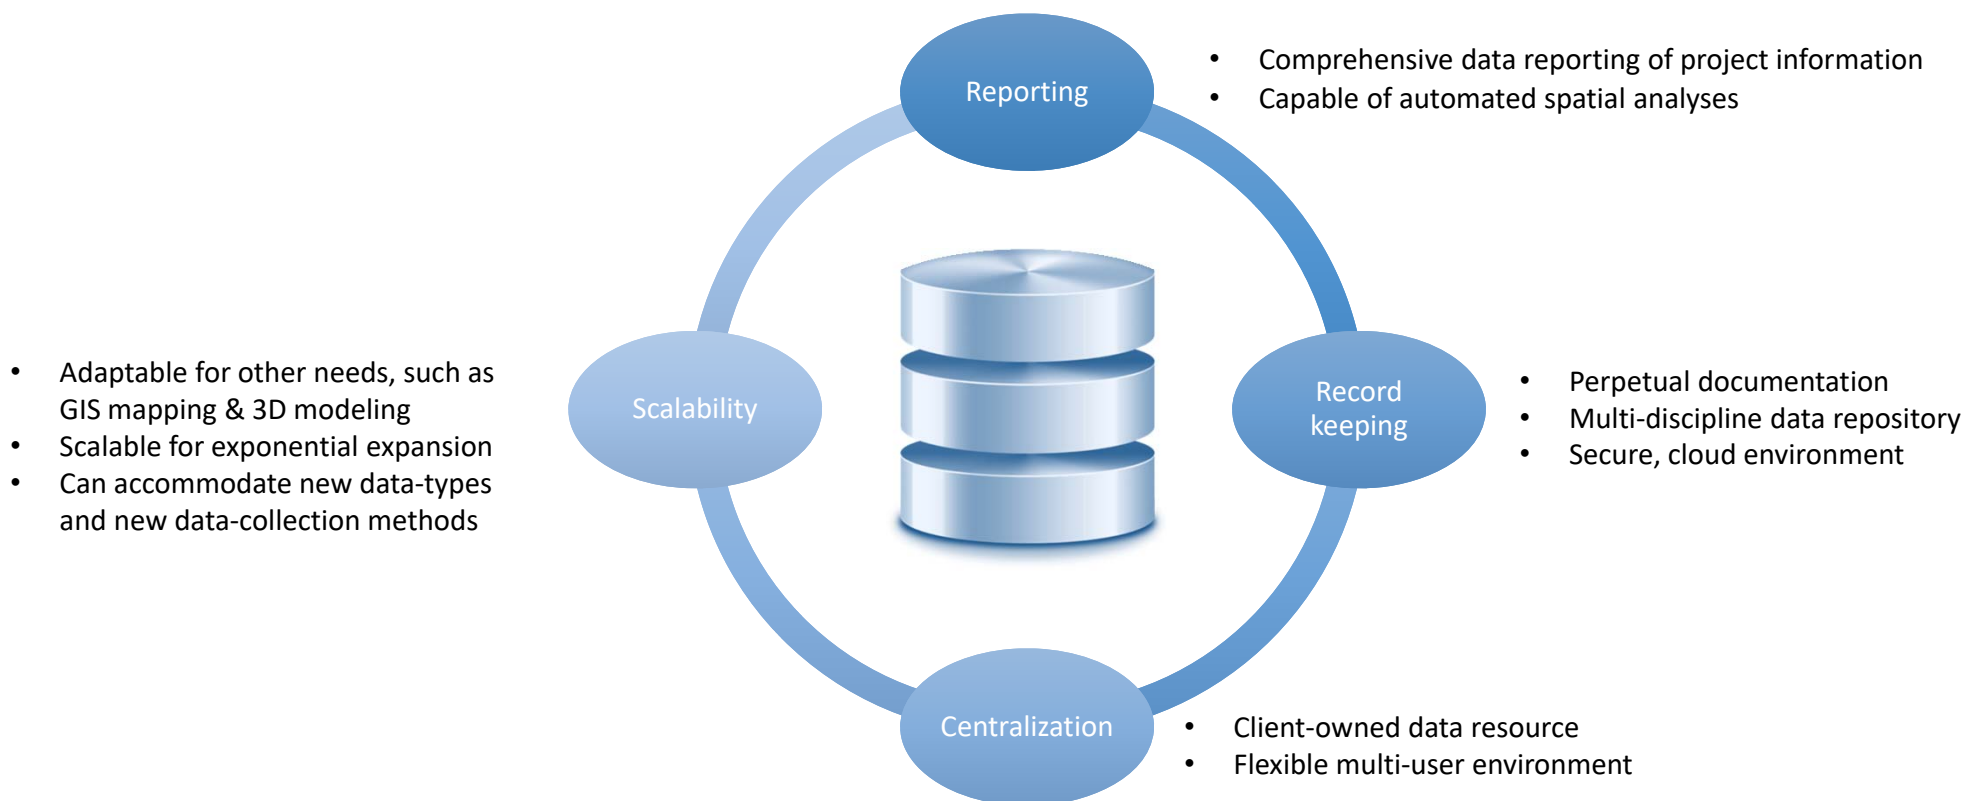 Reporting
• Comprehensive data reporting of project information
• Capable of automated spatial analyses
Scalability
• Adaptable for other needs, such as
GIS mapping & 3D modeling
• Scalable for exponential expansion
• Can accommodate new data-types
and new data-collection methods
Record
keeping
• Perpetual documentation
• Multi-discipline data repository
• Secure, cloud environment
Centralization
• Client-owned data resource
• Flexible multi-user environment